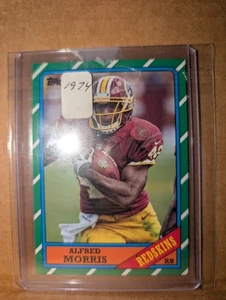 Topps
1974
ALFRED
MORRIS
REDSKINS
RB